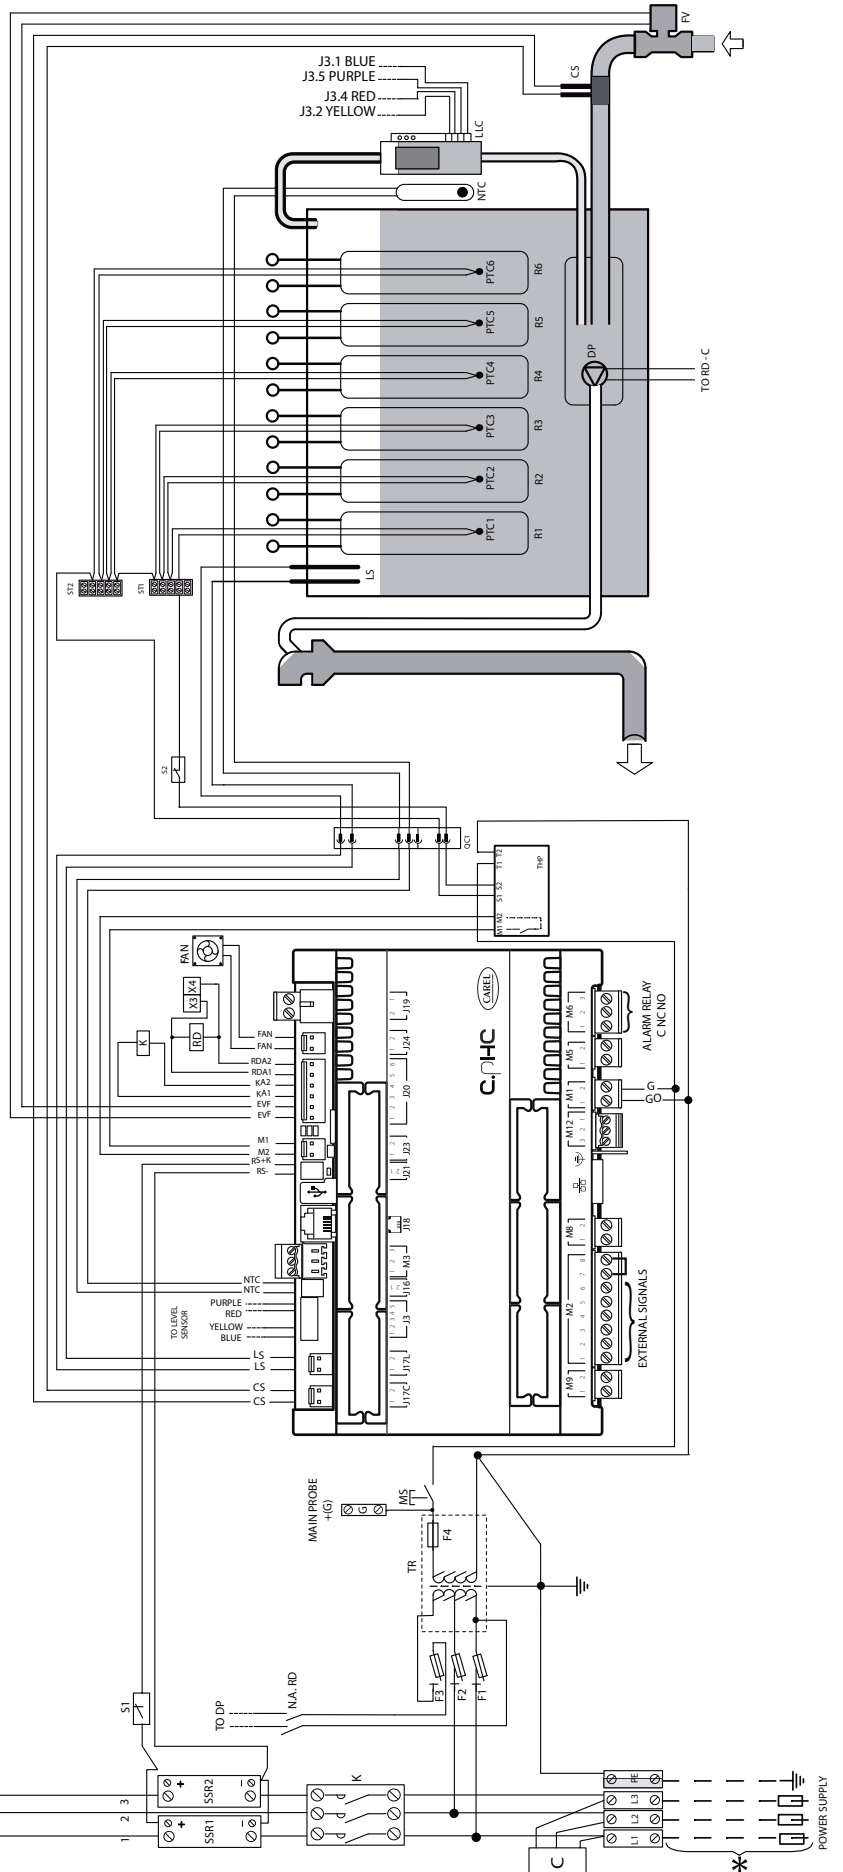 FV
CS
J3.1 BLUE
J3.5 PURPLE
J3.4 RED
J3.2 YELLOW
LLC
NTC
PTC6
R6
PTC5
R5
DP
TO RD - C
PTC4
R4
PTC3
R3
PTC2
R2
PTC1
R1
LS
ST2
ST1
S2
QC1
T1 T2
S1 S2
M1 M2
THP
FAN
X3 X4
K
RD
FAN
FAN
RDA2
RDA1
KA2
KA1
EVF
EVF
M1
M2
RS+K
RS-
NTC
NTC
PURPLE
RED
YELLOW
BLUE
TO LEVEL
SENSOR
LS
LS
CS
CS
J19
J24
J20
J23
J21
J18
M3
J16
J3
J17L
J17C
CAREL
C.pHC
M6
M5
M1
M12
M8
M2
M9
ALARM RELAY
C NC NO
G
GO
EXTERNAL SIGNALS
MAIN PROBE
+(G)
G
MS
F4
TR
F3
F2
F1
S1
TO DP
N.A. RD
SSR2
+
-
SSR1
+
-
3
2
1
K
PE
L3
L2
L1
C
POWER SUPPLY
*